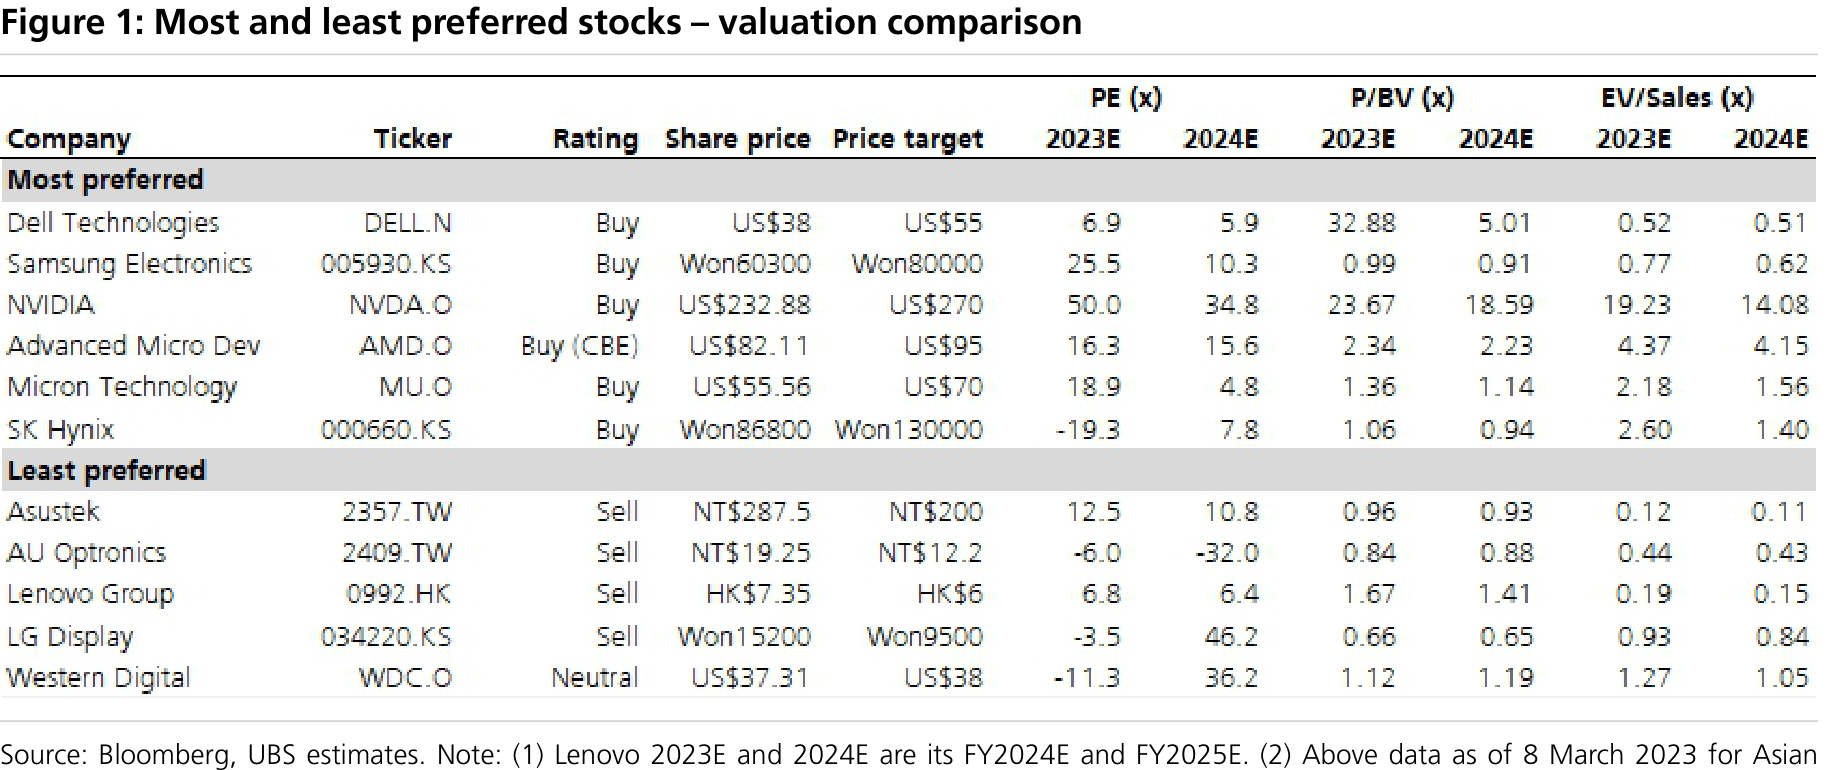 Figure 1: Most and least preferred stocks – valuation comparison
PE (x) P/BV (x) EV/Sales (x)
Company Ticker Rating Share price Price target 2023E 2024E 2023E 2024E 2023E 2024E
Most preferred
Dell Technologies DELL.N Buy US$38 US$55 6.9 5.9 32.88 5.01 0.52 0.51
Samsung Electronics 005930.KS Buy Won60300 Won80000 25.5 10.3 0.99 0.91 0.77 0.62
NVIDIA NVDA.O Buy US$232.88 US$270 50.0 34.8 23.67 18.59 19.23 14.08
Advanced Micro Dev AMD.O Buy (CBE) US$82.11 US$95 16.3 15.6 2.34 2.23 4.37 4.15
Micron Technology MU.O Buy US$55.56 US$70 18.9 4.8 1.36 1.14 2.18 1.56
SK Hynix 000660.KS Buy Won86800 Won130000 -19.3 7.8 1.06 0.94 2.60 1.40
Least preferred
Asustek 2357.TW Sell NT$287.5 NT$200 12.5 10.8 0.96 0.93 0.12 0.11
AU Optronics 2409.TW Sell NT$19.25 NT$12.2 -6.0 -32.0 0.84 0.88 0.44 0.43
Lenovo Group 0992.HK Sell HK$7.35 HK$6 6.8 6.4 1.67 1.41 0.19 0.15
LG Display 034220.KS Sell Won15200 Won9500 -3.5 46.2 0.66 0.65 0.93 0.84
Western Digital WDC.O Neutral US$37.31 US$38 -11.3 36.2 1.12 1.19 1.27 1.05
Source: Bloomberg, UBS estimates. Note: (1) Lenovo 2023E and 2024E are its FY2024E and FY2025E. (2) Above data as of 8 March 2023 for Asian